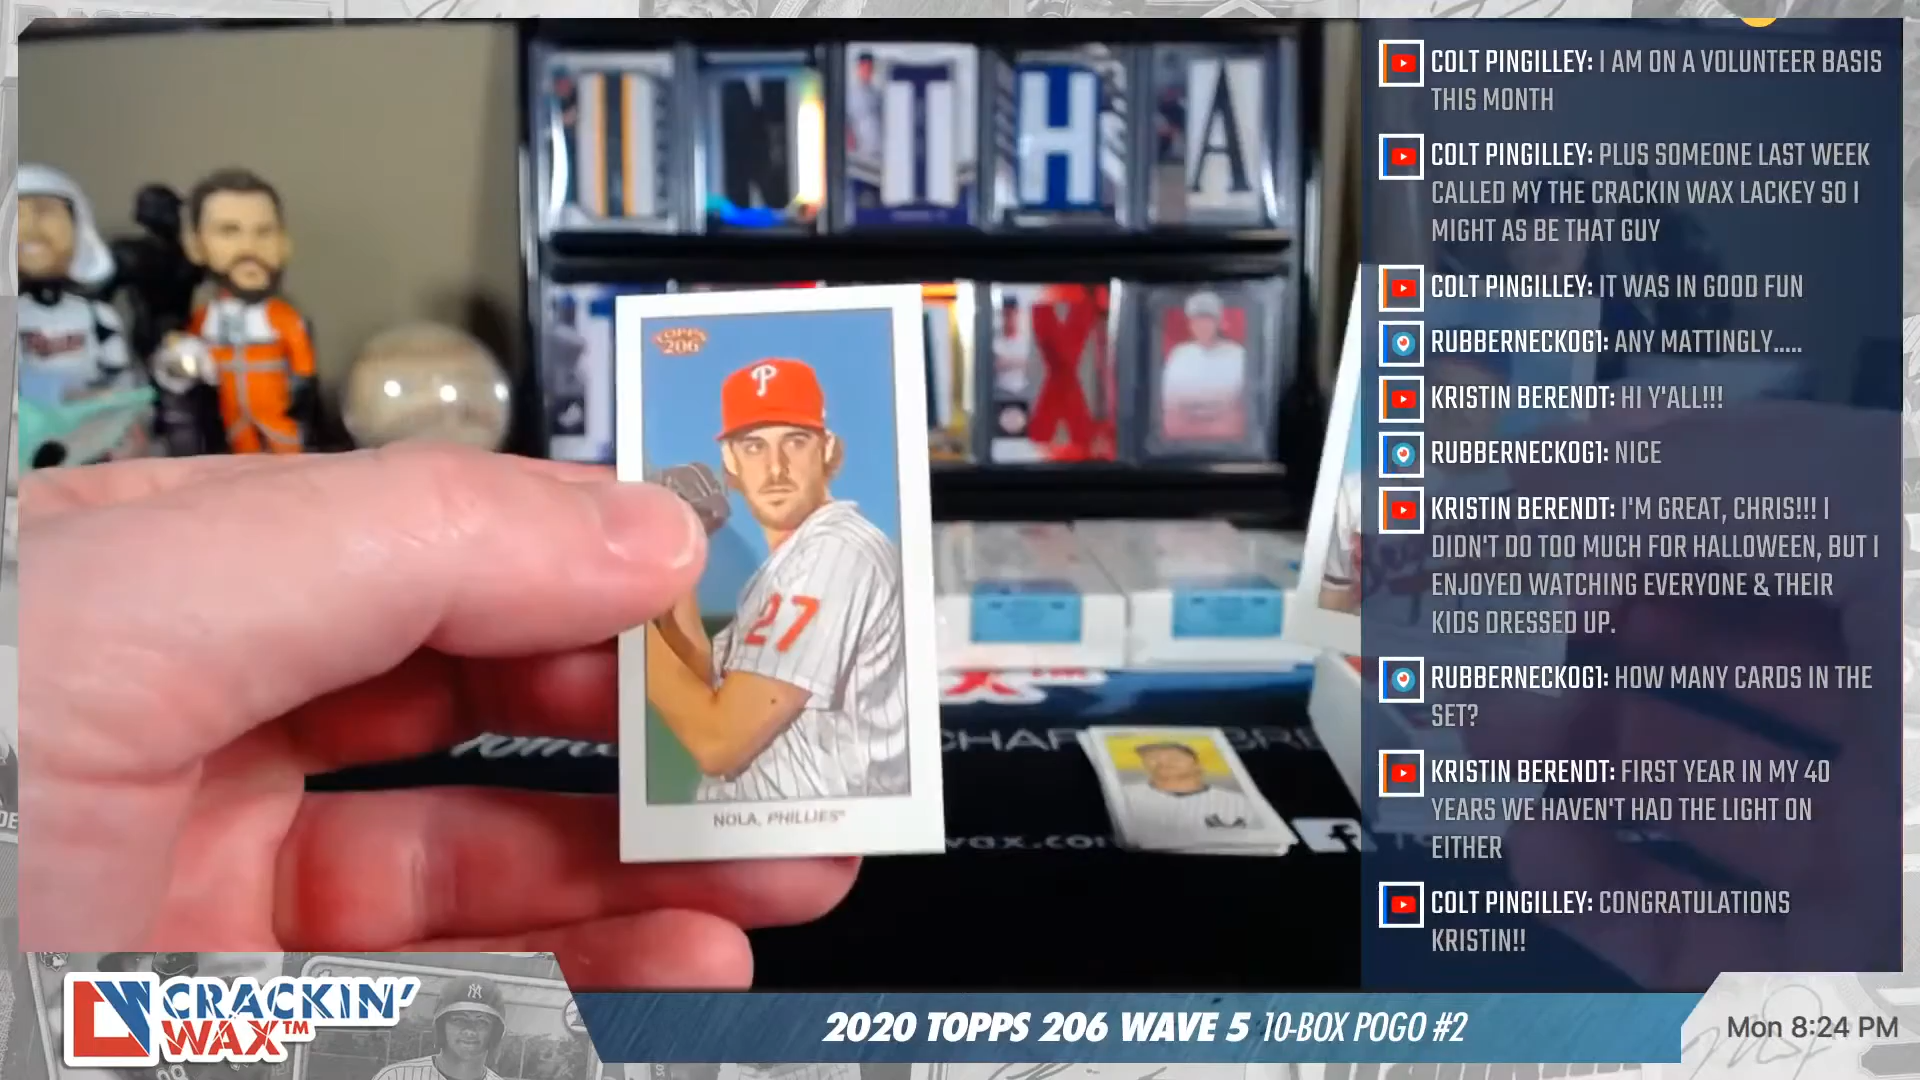 COLT PINGILLEY: I AM ON A VOLUNTEER BASIS
THIS MONTH
COLT PINGILLEY: PLUS SOMEONE LAST WEEK
CALLED MY THE CRACKIN WAX LACKEY SO I
MIGHT AS BE THAT GUY
COLT PINGILLEY: IT WAS IN GOOD FUN
RUBBERNECKOG1: ANY MATTINGLY.....
KRISTIN BERENDT: HI Y'ALL!!!
RUBBERNECKOG1: NICE
KRISTIN BERENDT: I'M GREAT, CHRIS!!! I
DIDN'T DO TOO MUCH FOR HALLOWEEN, BUT I
ENJOYED WATCHING EVERYONE & THEIR
KIDS DRESSED UP.
RUBBERNECKOG1: HOW MANY CARDS IN THE
SET?
KRISTIN BERENDT: FIRST YEAR IN MY 40
YEARS WE HAVEN'T HAD THE LIGHT ON
EITHER
COLT PINGILLEY: CONGRATULATIONS
KRISTIN!!
I N T H A
X
TOPPS
206
P
27
NOLA, PHILLIES
CRACKIN'
WAX™
2020 TOPPS 206 WAVE 5 10-BOX POGO #2
Mon 8:24 PM